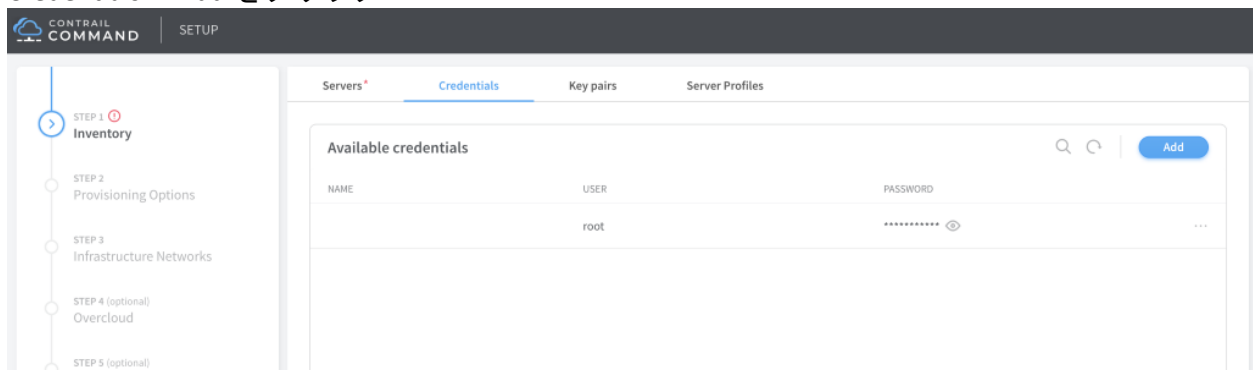 CONTRAIL
COMMAND
SETUP
Servers*
Credentials
Key pairs
Server Profiles
STEP 1
Inventory
Available credentials
Add
STEP 2
Provisioning Options
NAME
USER
PASSWORD
root
***********
...
STEP 3
Infrastructure Networks
STEP 4 (optional)
Overcloud
STEP 5 (optional)